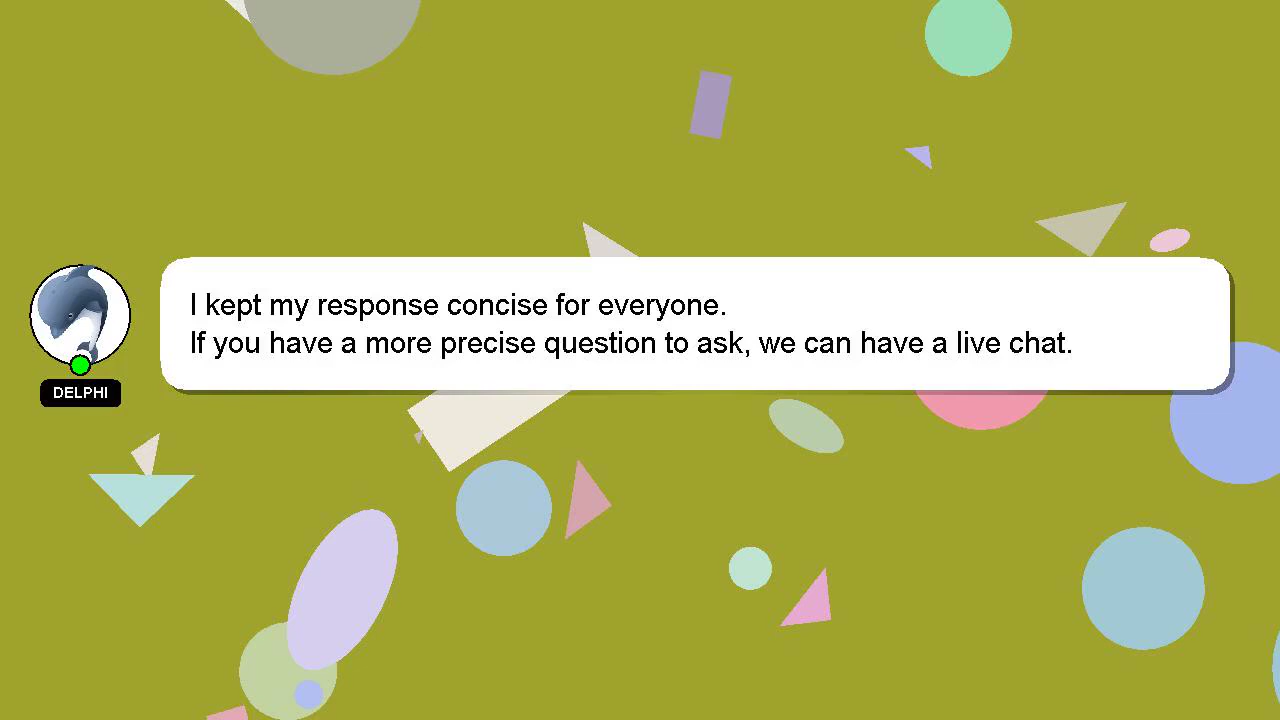 I kept my response concise for everyone.
If you have a more precise question to ask, we can have a live chat.
DELPHI